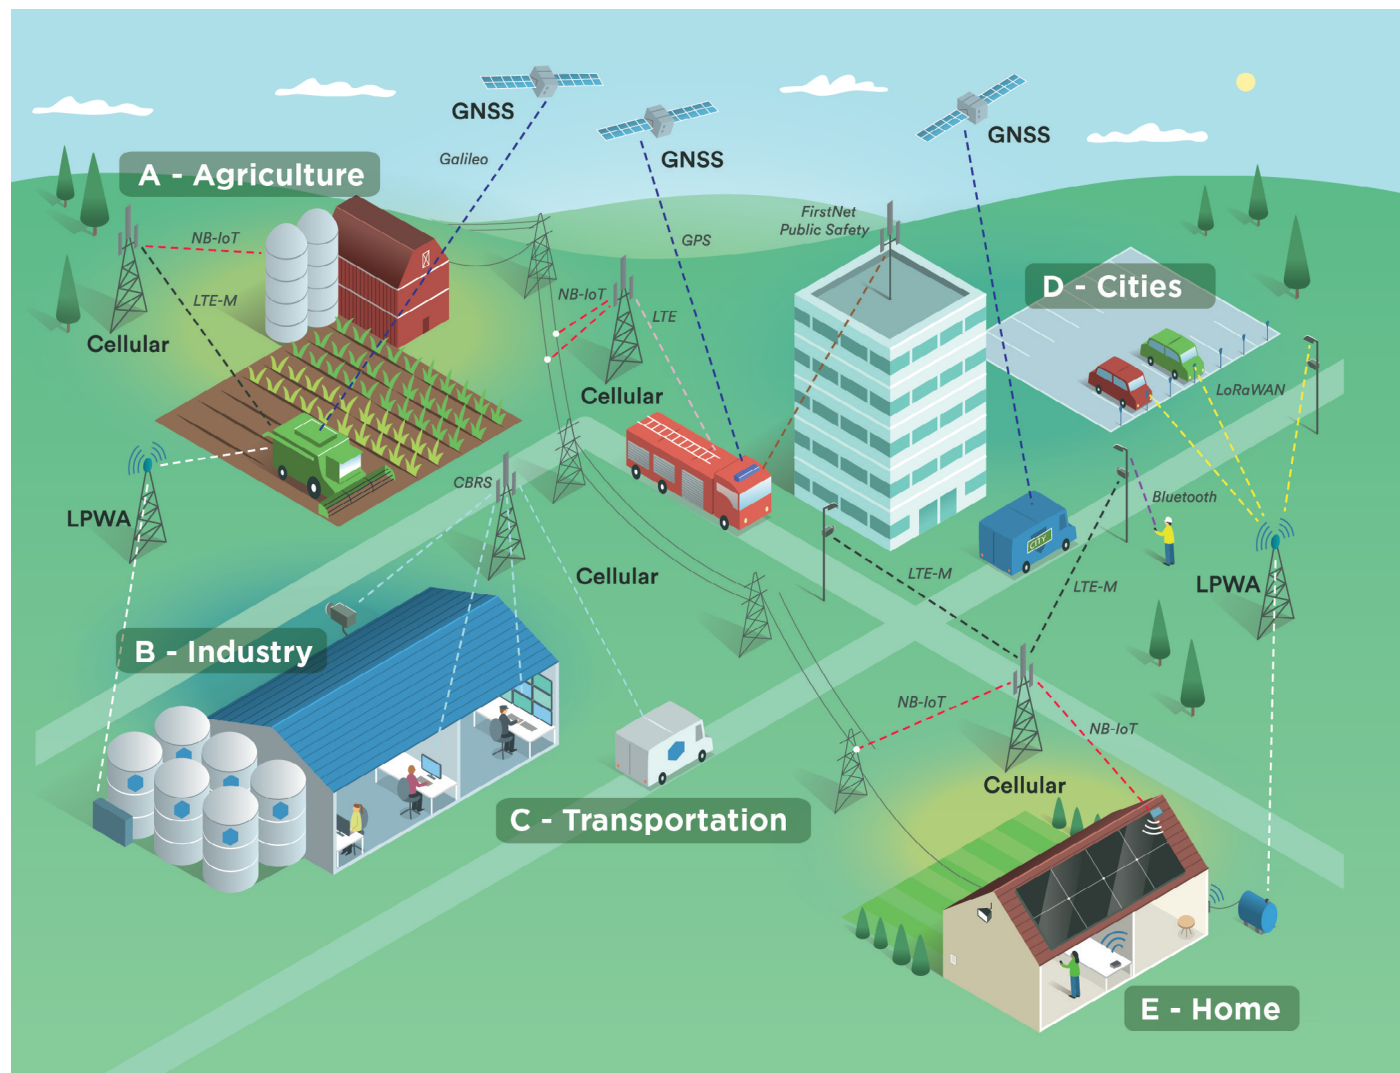 GNSS
GNSS
GNSS
Galileo
A - Agriculture
NB-IoT
LTE-M
Cellular
GPS
FirstNet
Public Safety
NB-IoT
LTE
Cellular
D - Cities
LoRaWAN
LPWA
CBRS
Cellular
Bluetooth
CITY
LTE-M
LTE-M
LPWA
B - Industry
NB-IoT
NB-IoT
Cellular
C - Transportation
E - Home